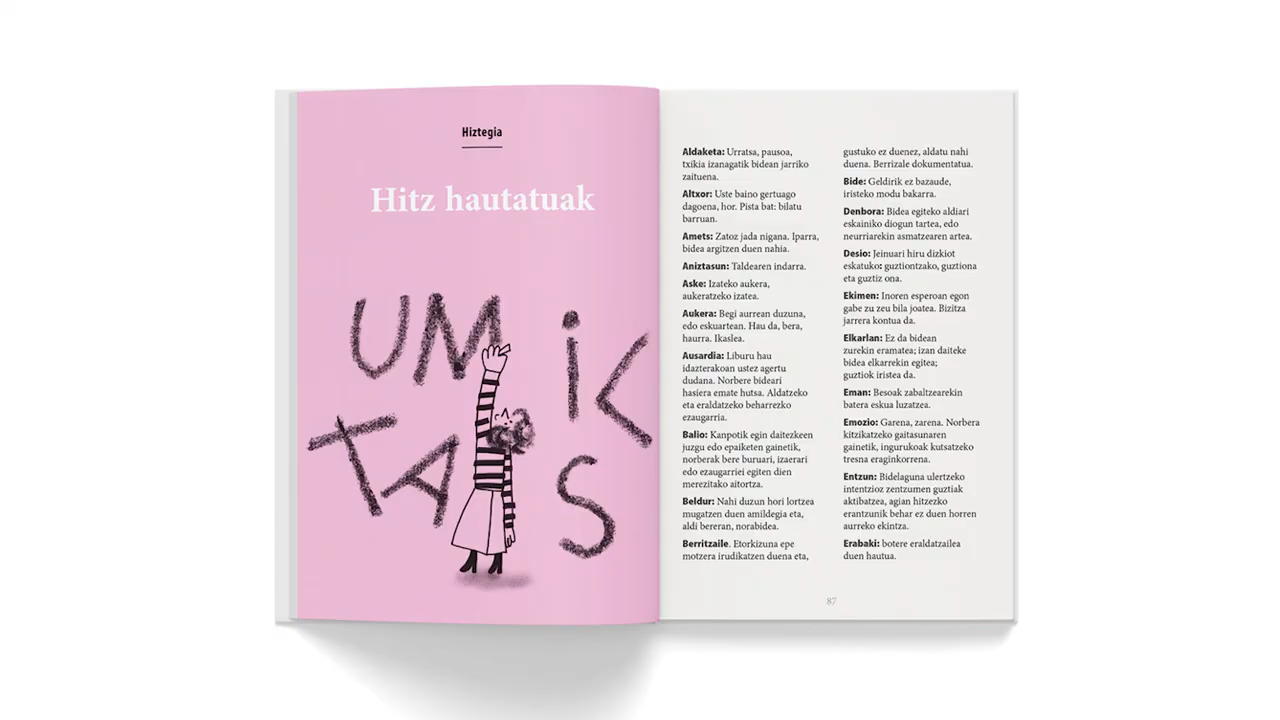 Hiztegia
Hitz hautatuak
UM iK
TA S
Aldaketa: Urratsa, pausoa,
txikia izanagatik bidean jarriko
zaituena.
Altxor: Uste baino gertuago
dagoena, hor. Pista bat: bilatu
barruan.
Amets: Zatoz jada nigana. Iparra,
bidea argitzen duen nahia.
Aniztasun: Taldearen indarra.
Aske: Izateko aukera,
aukeratzeko izatea.
Aukera: Begi aurrean duzuna,
edo eskuartean. Hau da, bera,
haurra. Ikaslea.
Ausardia: Liburu hau
idazterakoan ustez agertu
dudana. Norbere bideari
hasiera emate hutsa. Aldatzeko
eta eraldatzeko beharrezko
ezaugarria.
Balio: Kanpotik egin daitezkeen
juzgu edo epaiketen gainetik,
norberak bere buruari, izaerari
edo ezaugarriei egiten dien
merezitako aitortza.
Beldur: Nahi duzun hori lortzea
mugatzen duen amildegia eta,
aldi bereran, norabidea.
Berritzaile. Etorkizuna epe
motzera irudikatzen duena eta,
gustuko ez duenez, aldatu nahi
duena. Berrizale dokumentatua.
Bide: Geldirik ez bazaude,
iristeko modu bakarra.
Denbora: Bidea egiteko aldiari
eskainiko diogun tartea, edo
neurriarekin asmatzearen artea.
Desio: Jeinuari hiru dizkiot
eskatuko: guztiontzako, guztiona
eta guztiz ona.
Ekimen: Inoren esperoan egon
gabe zu zeu bila joatea. Bizitza
jarrera kontua da.
Elkarlan: Ez da bidean
zurekin eramatea; izan daiteke
bidea elkarrekin egitea;
guztiok iristea da.
Eman: Besoak zabaltzearekin
batera eskua luzatzea.
Emozio: Garena, zarena. Norbera
kitzikatzeko gaitasunaren
gainetik, ingurukoak kutsatzeko
tresna eraginkorrena.
Entzun: Bidelaguna ulertzeko
intentzioz zentzumen guztiak
aktibatzea, agian hitzezko
erantzunik behar ez duen horren
aurreko ekintza.
Erabaki: botere eraldatzailea
duen hautua.
87